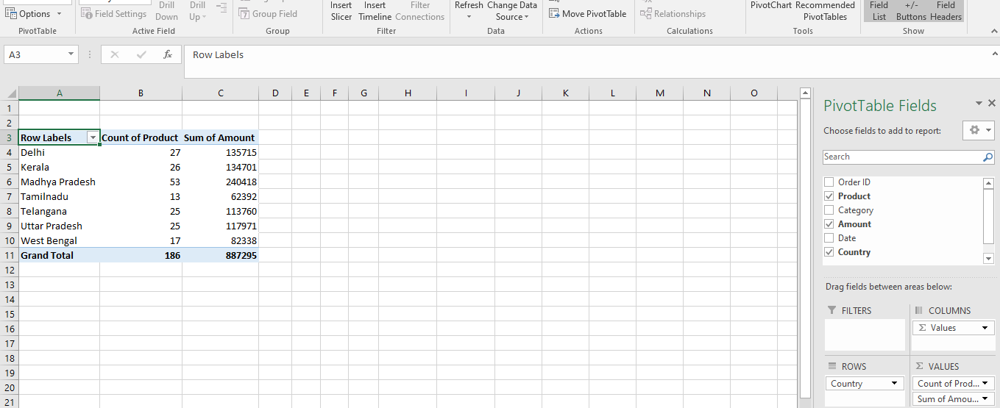 Options
Field Settings
Drill Down
Drill Up
Group Field
Insert Slicer
Insert Timeline
Filter Connections
Refresh
Change Data Source
Move PivotTable
Relationships
PivotChart
Recommended PivotTables
Field List
+/- Buttons
Field Headers
PivotTable
Active Field
Group
Filter
Data
Actions
Calculations
Tools
Show
A3
fx
Row Labels
A B C D E F G H I J K L M N O
1
2
3 Row Labels Count of Product Sum of Amount
4 Delhi 27 135715
5 Kerala 26 134701
6 Madhya Pradesh 53 240418
7 Tamilnadu 13 62392
8 Telangana 25 113760
9 Uttar Pradesh 25 117971
10 West Bengal 17 82338
11 Grand Total 186 887295
12
13
14
15
16
17
18
19
20
21
PivotTable Fields
Choose fields to add to report:
Search
Order ID
Product
Category
Amount
Date
Country
Drag fields between areas below:
FILTERS
COLUMNS
Σ Values
ROWS
Country
Σ VALUES
Count of Prod...
Sum of Amou...